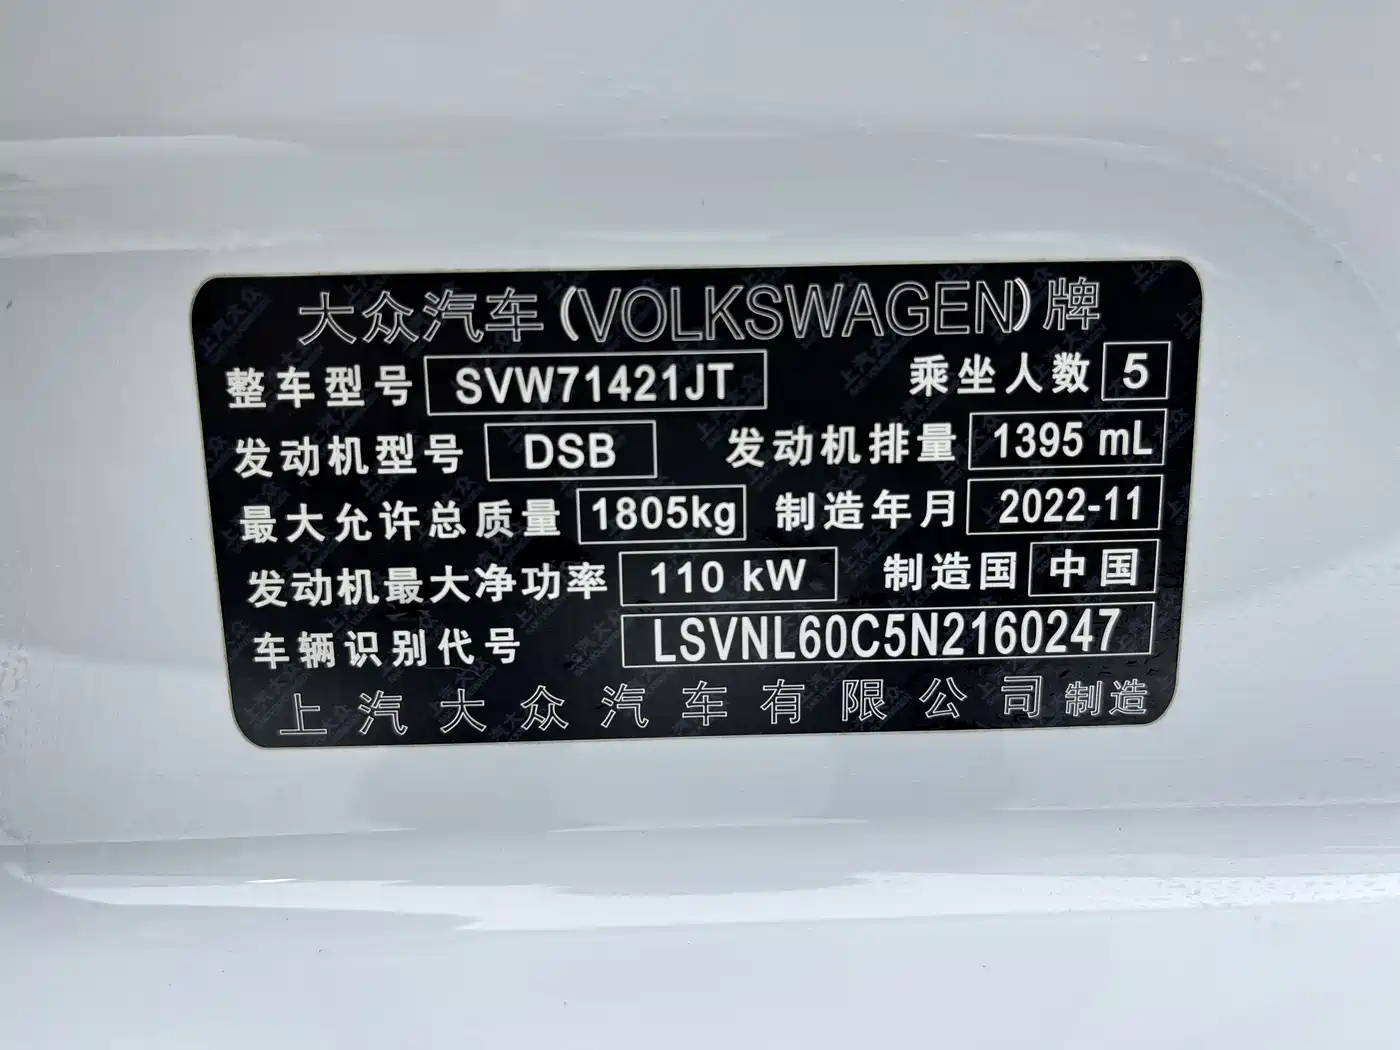 大众汽车(VOLKSWAGEN)牌
整车型号 SVW71421JT 乘坐人数 5
发动机型号 DSB 发动机排量 1395 mL
最大允许总质量 1805kg 制造年月 2022-11
发动机最大净功率 110 kW 制造国 中国
车辆识别代号 LSVNL60C5N2160247
上汽大众汽车有限公司制造